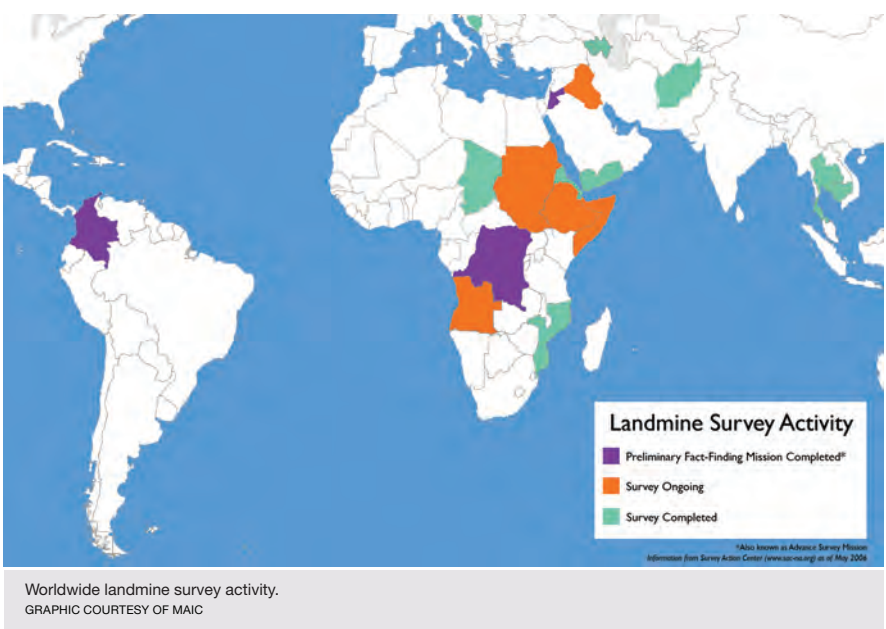 Landmine Survey Activity
Preliminary Fact-Finding Mission Completed*
Survey Ongoing
Survey Completed
*Also known as Advance Survey Mission
Information from Survey Action Center (www.sac-na.org) as of May 2006
Worldwide landmine survey activity.
GRAPHIC COURTESY OF MAIC